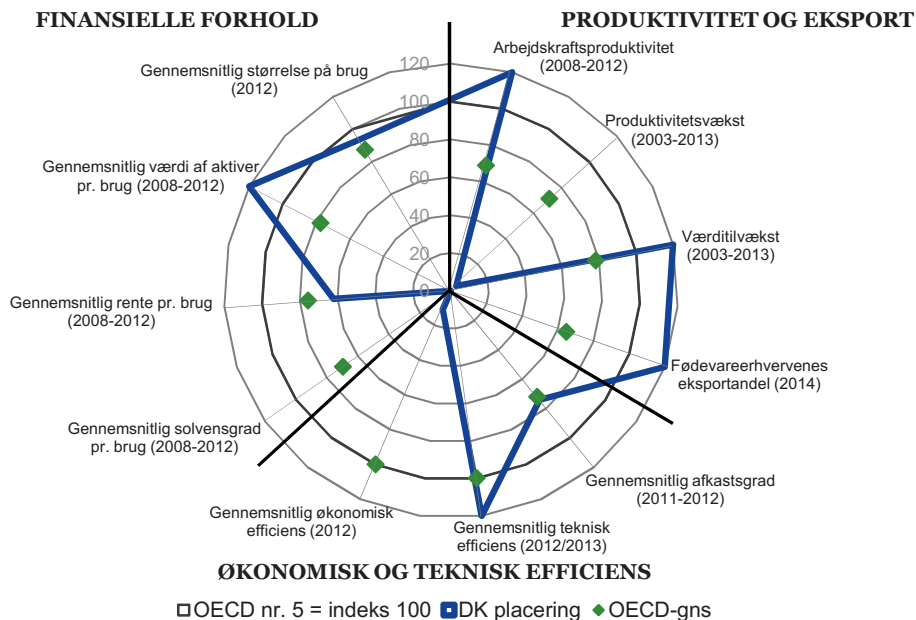 FINANSIELLE FORHOLD
PRODUKTIVITET OG EKSPORT
Arbejdskraftsproduktivitet
(2008-2012)
Gennemsnitlig størrelse på brug
(2012)
Produktivitetsvækst
(2003-2013)
Gennemsnitlig værdi af aktiver
pr. brug (2008-2012)
Værditilvækst
(2003-2013)
Gennemsnitlig rente pr. brug
(2008-2012)
Fødevareerhvervenes
eksportandel (2014)
Gennemsnitlig solvensgrad
pr. brug (2008-2012)
Gennemsnitlig afkastsgrad
(2011-2012)
Gennemsnitlig økonomisk
efficiens (2012)
Gennemsnitlig teknisk
efficiens (2012/2013)
120
100
80
60
40
20
0
ØKONOMISK OG TEKNISK EFFICIENS
OECD nr. 5 = indeks 100 DK placering OECD-gns